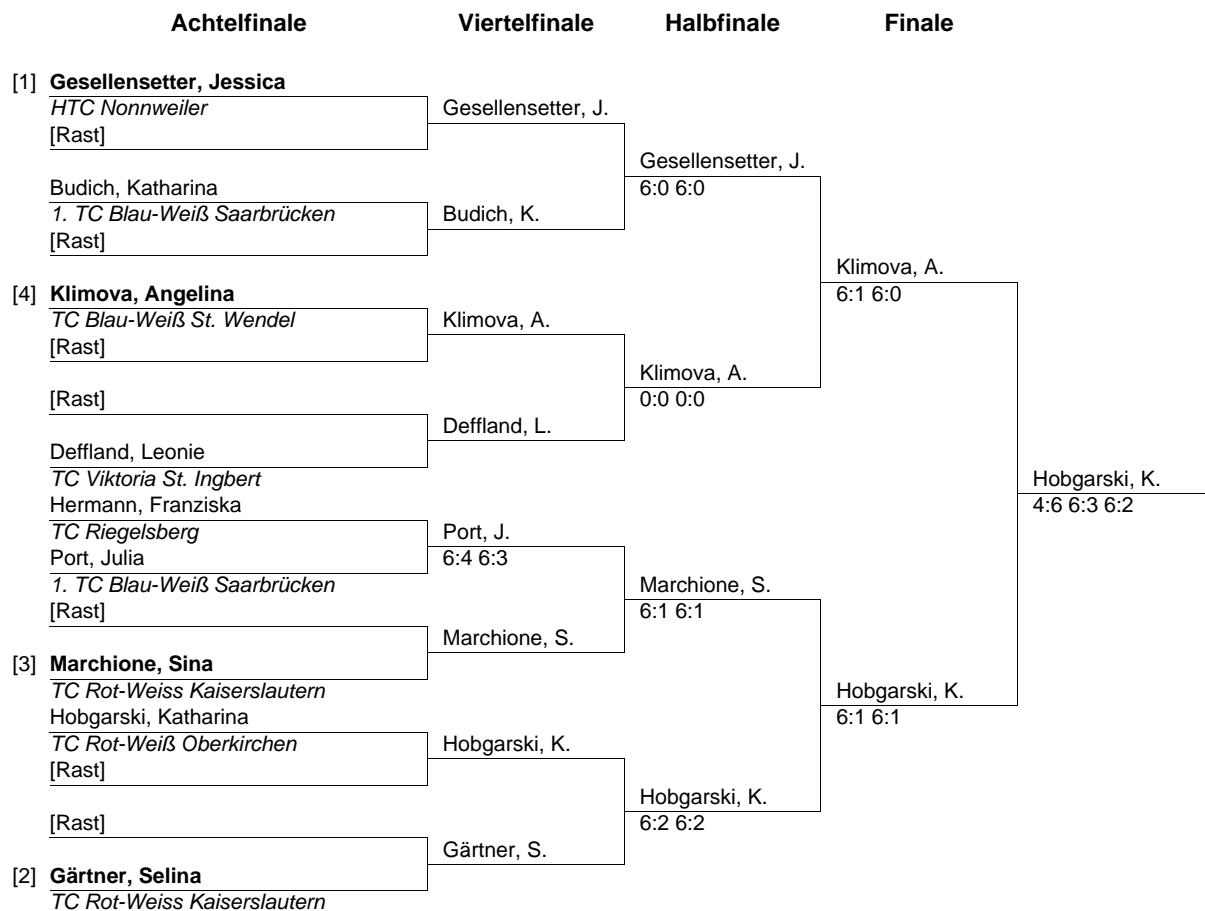 Achtelfinale Viertelfinale Halbfinale Finale
[1] Gesellensetter, Jessica
HTC Nonnweiler
Gesellensetter, J.
[Rast]
Gesellensetter, J.
6:0 6:0
Budich, Katharina
1. TC Blau-Weiß Saarbrücken
Budich, K.
[Rast]
Klimova, A.
6:1 6:0
[4] Klimova, Angelina
TC Blau-Weiß St. Wendel
Klimova, A.
[Rast]
Klimova, A.
0:0 0:0
[Rast]
Deffland, L.
Deffland, Leonie
TC Viktoria St. Ingbert
Hobgarski, K.
4:6 6:3 6:2
Hermann, Franziska
TC Riegelsberg
Port, J.
6:4 6:3
Port, Julia
1. TC Blau-Weiß Saarbrücken
Marchione, S.
6:1 6:1
[Rast]
Marchione, S.
[3] Marchione, Sina
TC Rot-Weiss Kaiserslautern
Hobgarski, K.
6:1 6:1
Hobgarski, Katharina
TC Rot-Weiß Oberkirchen
Hobgarski, K.
[Rast]
Hobgarski, K.
6:2 6:2
[Rast]
Gärtner, S.
[2] Gärtner, Selina
TC Rot-Weiss Kaiserslautern